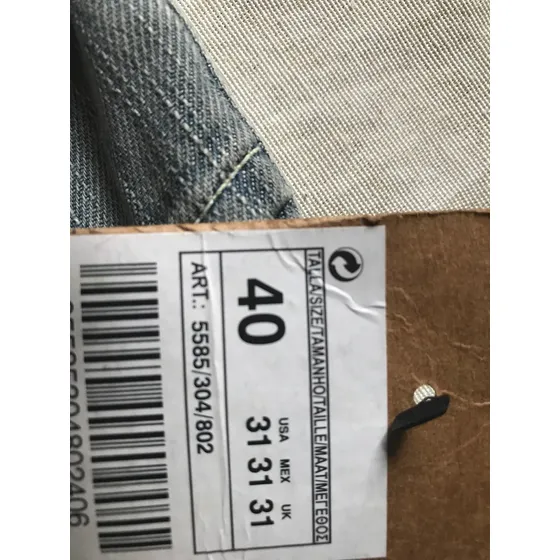 TALLA/SIZE/TAMANHO/TAILLE/MAAT/ΜΕΓΕΘΟΣ
40
USA MEX UK
31 31 31
ART.: 5585/304/802